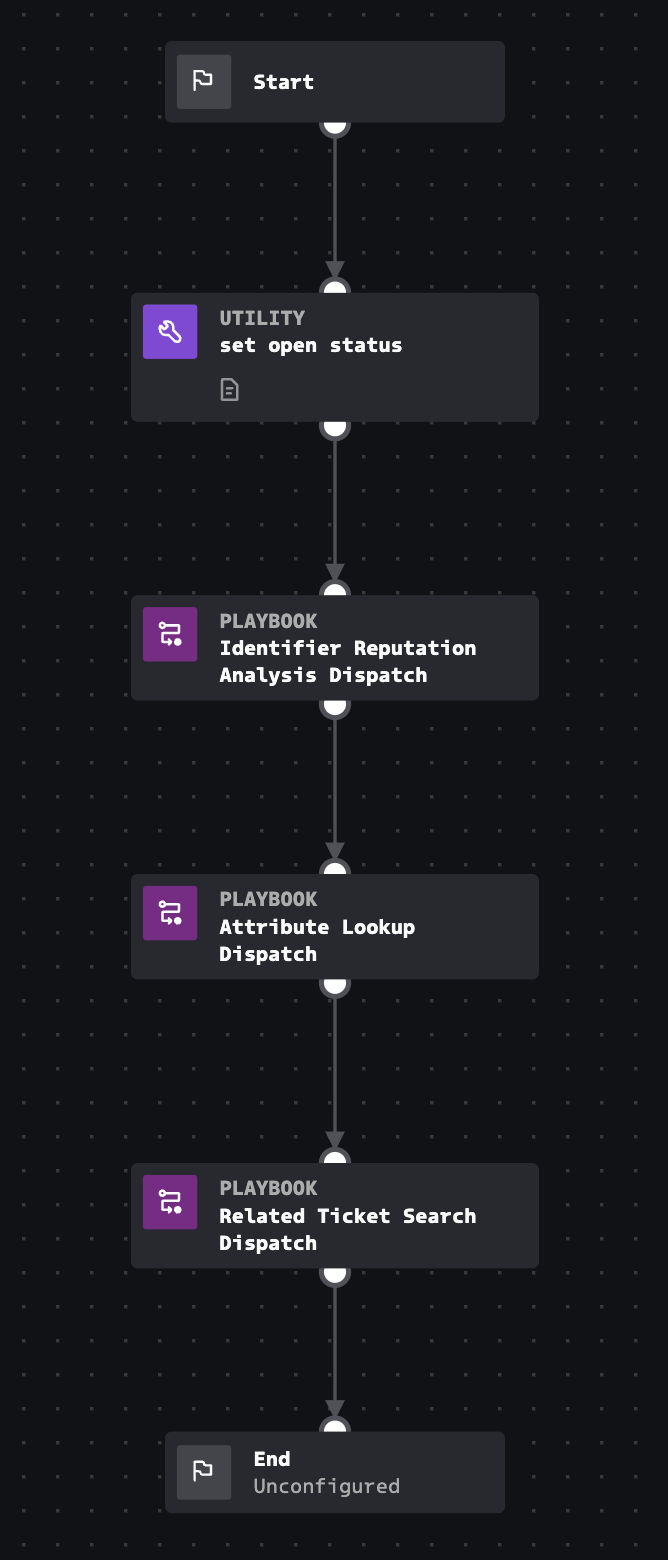 Start
UTILITY
set open status
PLAYBOOK
Identifier Reputation
Analysis Dispatch
PLAYBOOK
Attribute Lookup
Dispatch
PLAYBOOK
Related Ticket Search
Dispatch
End
Unconfigured